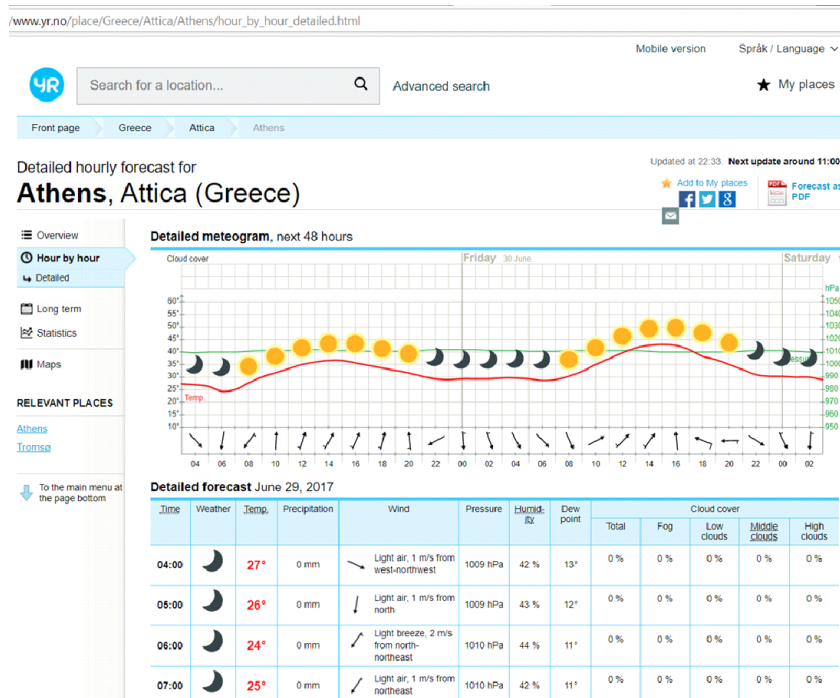 /www.yr.no/place/Greece/Attica/Athens/hour_by_hour_detailed.html
Mobile version
Språk / Language
YR
Search for a location...
Advanced search
My places
Front page
Greece
Attica
Athens
Detailed hourly forecast for
Athens, Attica (Greece)
Updated at 22:33. Next update around 11:00
Add to My places
Forecast as
PDF
Overview
Hour by hour
Detailed
Long term
Statistics
Maps
RELEVANT PLACES
Athens
Tromsø
To the main menu at
the page bottom
Detailed meteogram, next 48 hours
Cloud cover
Friday 30 June
Saturday
hPa
60° 1050
55° 1040
50° 1030
45° 1020
40° 1010
35° 1000
30° 990
25° 980
20° 970
15° 960
10° 950
Temp.
04 06 08 10 12 14 16 18 20 22 00 02 04 06 08 10 12 14 16 18 20 22 00 02
Detailed forecast June 29, 2017
Time Weather Temp. Precipitation Wind Pressure Humid-
ity Dew
point Cloud cover
Total Fog Low
clouds Middle
clouds High
clouds
04:00 27° 0 mm Light air, 1 m/s from
west-northwest 1009 hPa 42 % 13° 0 % 0 % 0 % 0 % 0 %
05:00 26° 0 mm Light air, 1 m/s from
north 1009 hPa 43 % 12° 0 % 0 % 0 % 0 % 0 %
06:00 24° 0 mm Light breeze, 2 m/s
from north-
northeast 1010 hPa 44 % 11° 0 % 0 % 0 % 0 % 0 %
07:00 25° 0 mm Light air, 1 m/s from
northeast 1010 hPa 42 % 11° 0 % 0 % 0 % 0 % 0 %